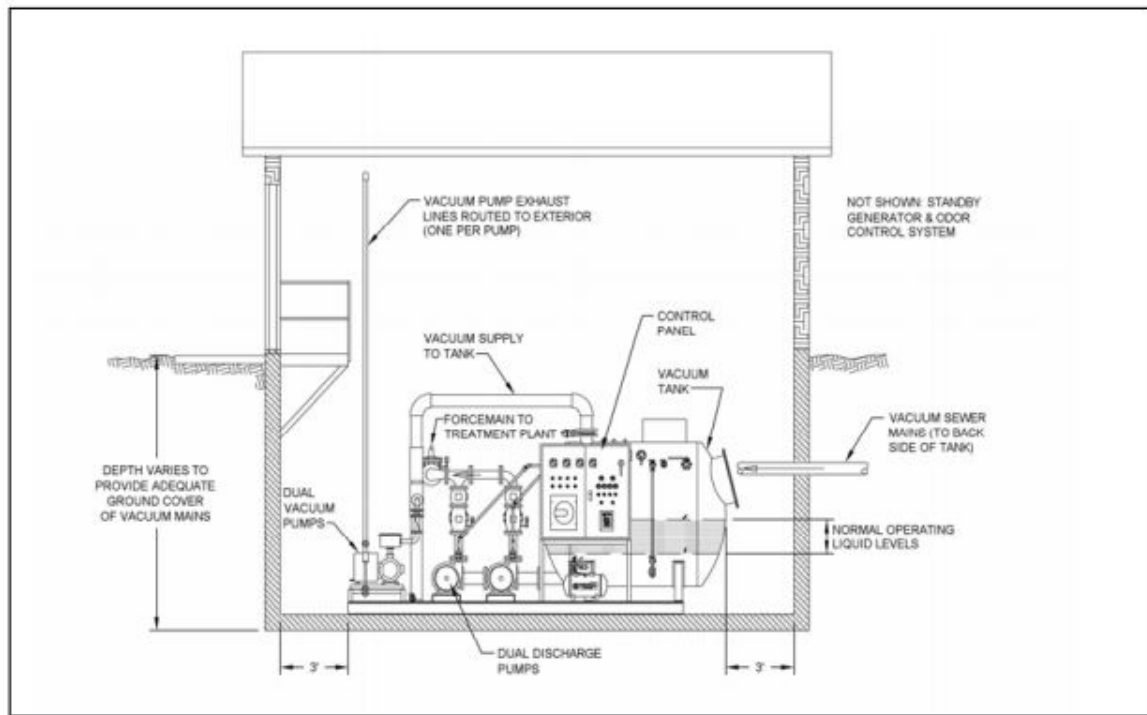 VACUUM PUMP EXHAUST
LINES ROUTED TO EXTERIOR
(ONE PER PUMP)
NOT SHOWN: STANDBY
GENERATOR & ODOR
CONTROL SYSTEM
CONTROL
PANEL
VACUUM SUPPLY
TO TANK
VACUUM
TANK
FORCEMAIN TO
TREATMENT PLANT
VACUUM SEWER
MAINS (TO BACK
SIDE OF TANK)
DEPTH VARIES TO
PROVIDE ADEQUATE
GROUND COVER
OF VACUUM MAINS
DUAL
VACUUM
PUMPS
NORMAL OPERATING
LIQUID LEVELS
DUAL DISCHARGE
PUMPS
3'
3'